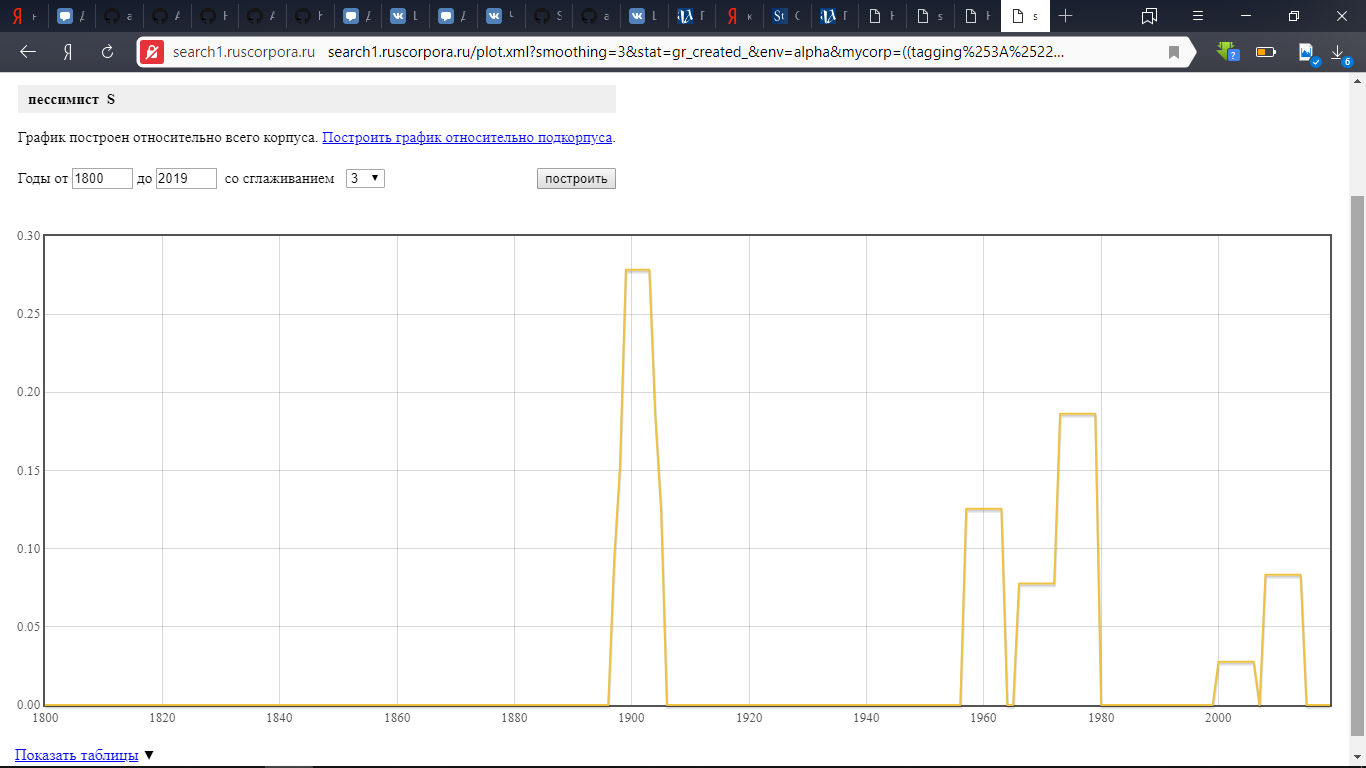 search1.ruscorpora.ru search1.ruscorpora.ru/plot.xml?smoothing=3&stat=gr_created_&env=alpha&mycorp=((tagging%253A%2522...
6
пессимист S
График построен относительно всего корпуса. Построить график относительно подкорпуса.
Годы от 1800 до 2019 со сглаживанием 3 построить
0.30
0.25
0.20
0.15
0.10
0.05
0.00
1800 1820 1840 1860 1880 1900 1920 1940 1960 1980 2000
Показать таблицы ▼